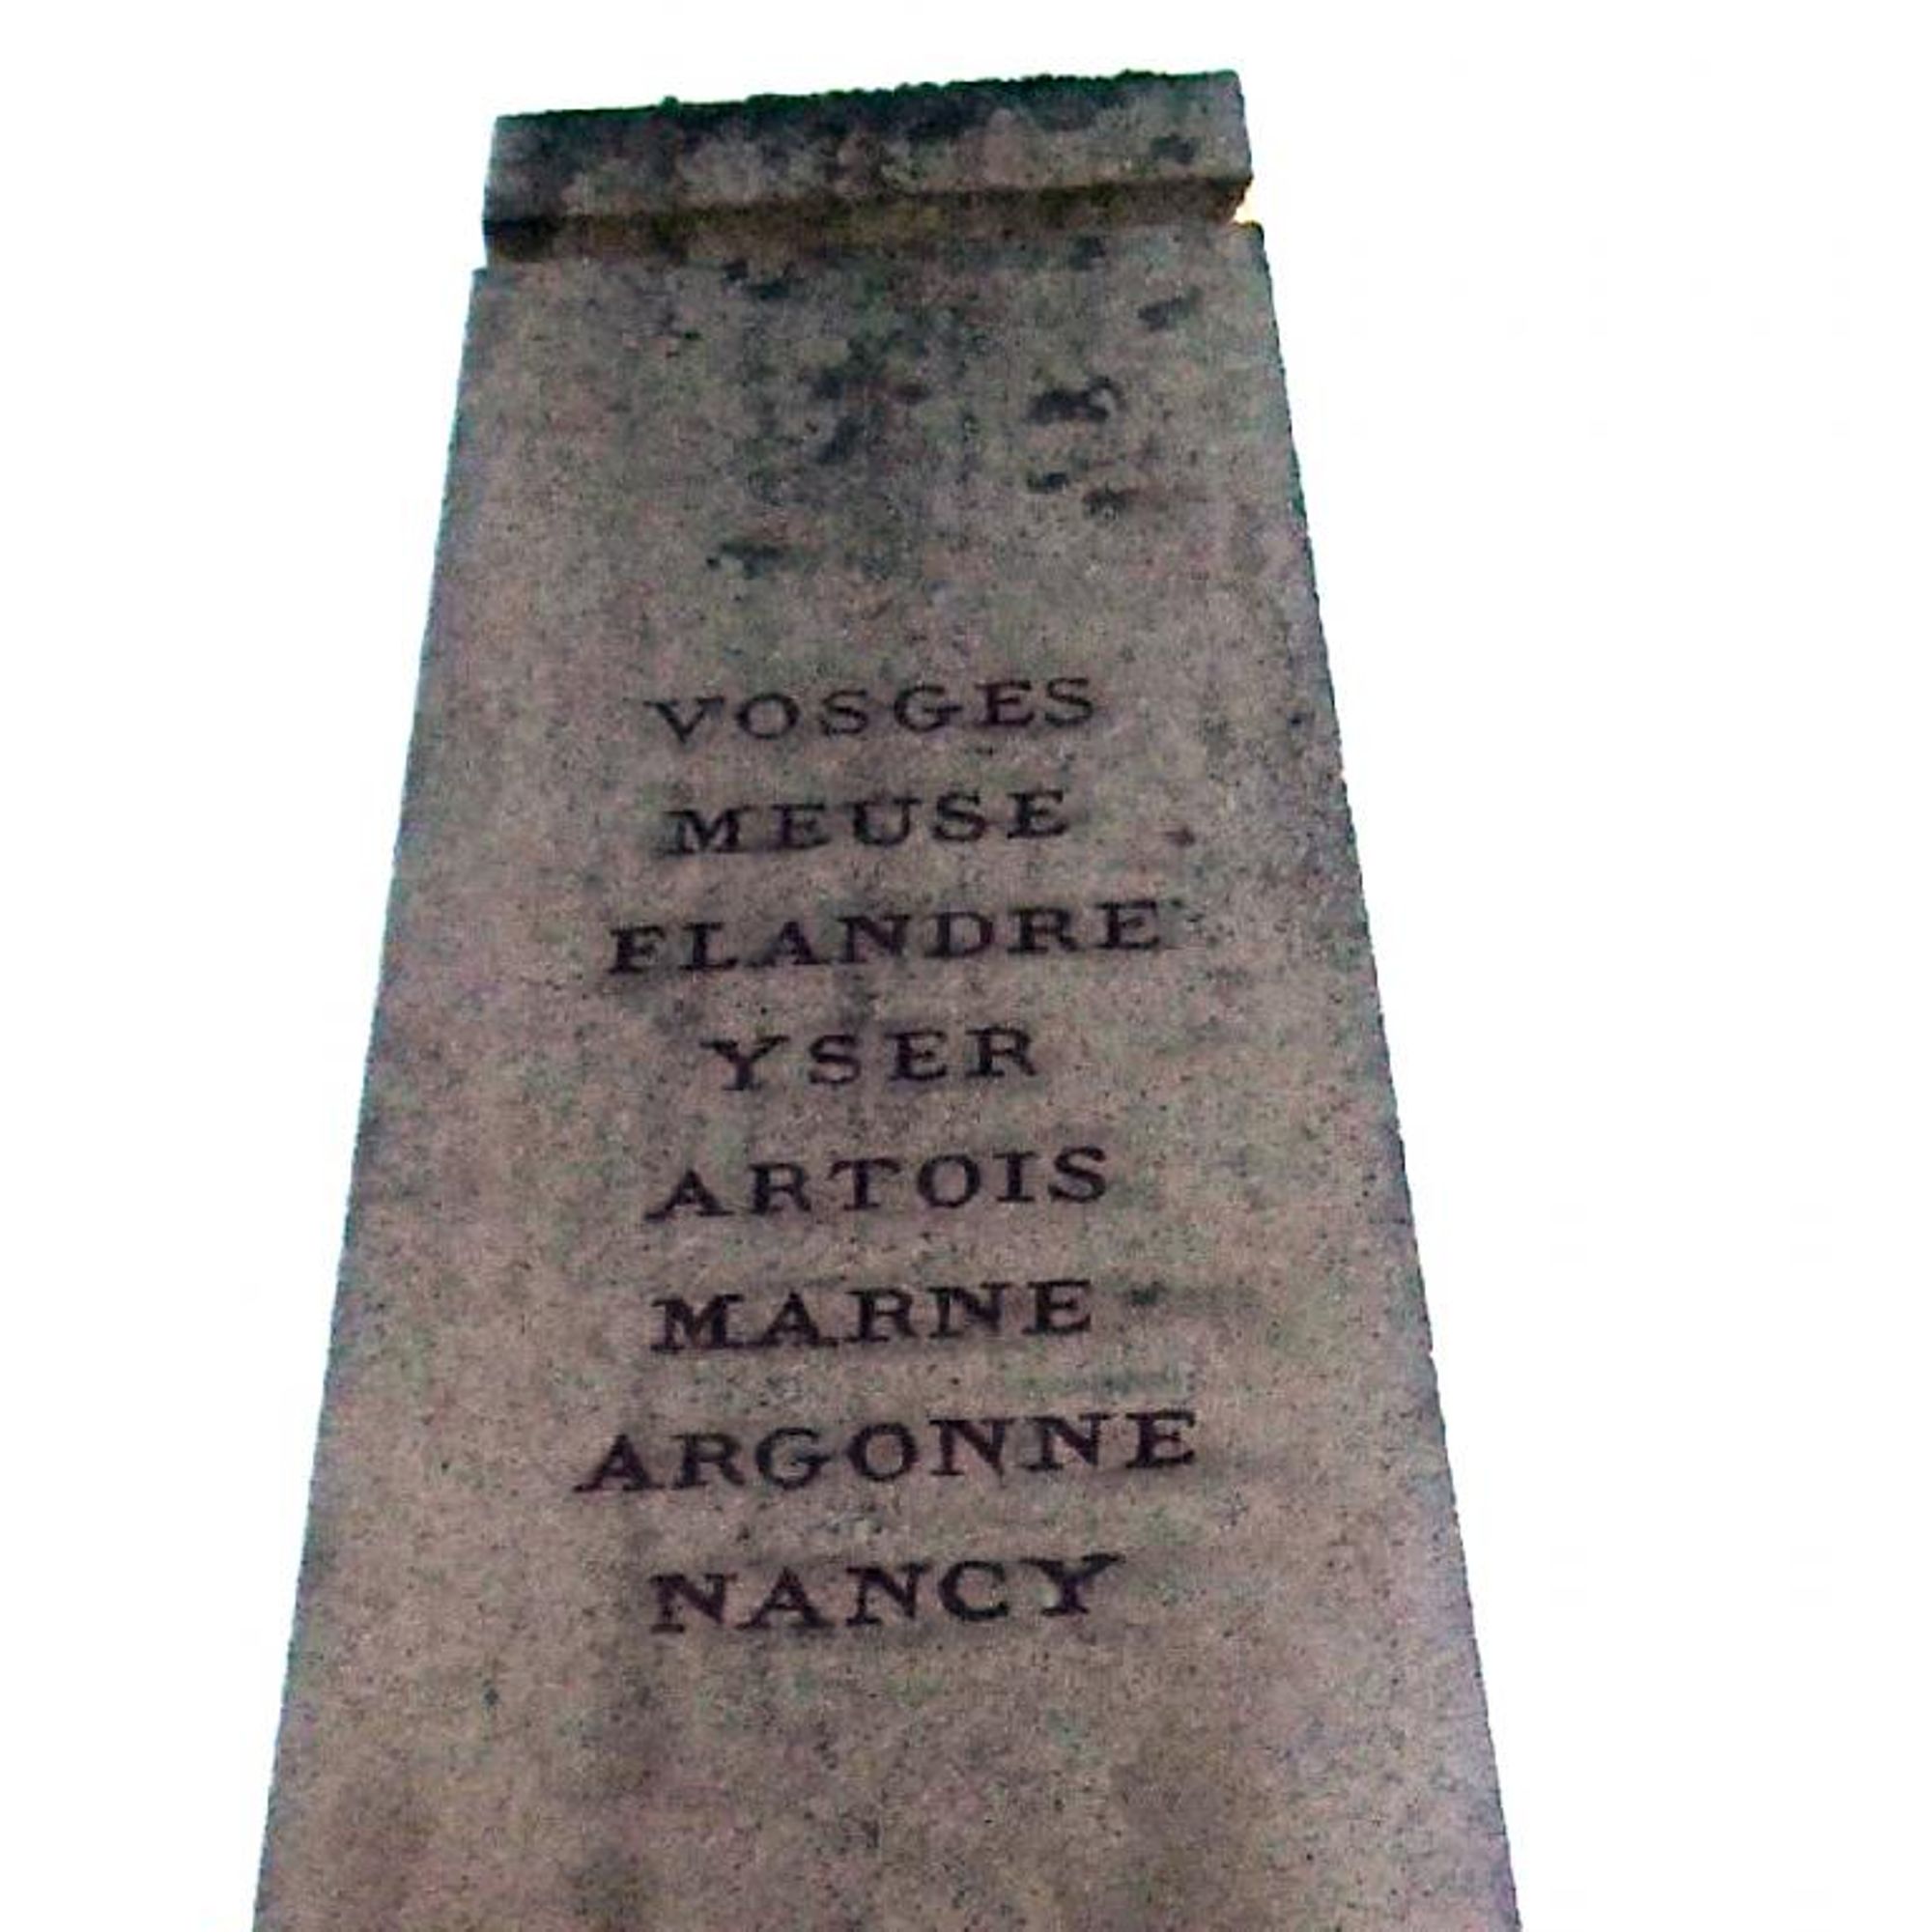 VOSGES
MEUSE
FLANDRE
YSER
ARTOIS
MARNE
ARGONNE
NANCY